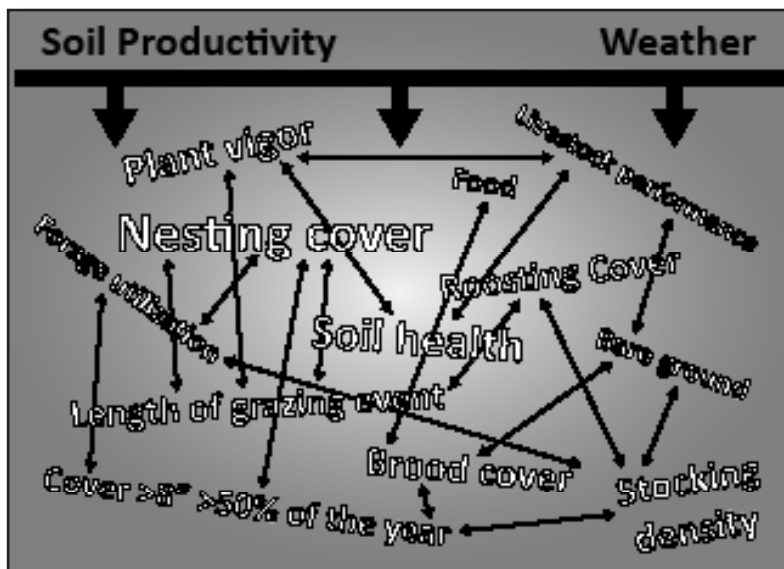 Soil Productivity
Weather
Plant vigor
Livestock performance
Food
Nesting cover
Forage utilization
Roosting Cover
Soil health
Bare ground
Length of grazing event
Brood cover
Cover >8" >50% of the year
Stocking
density